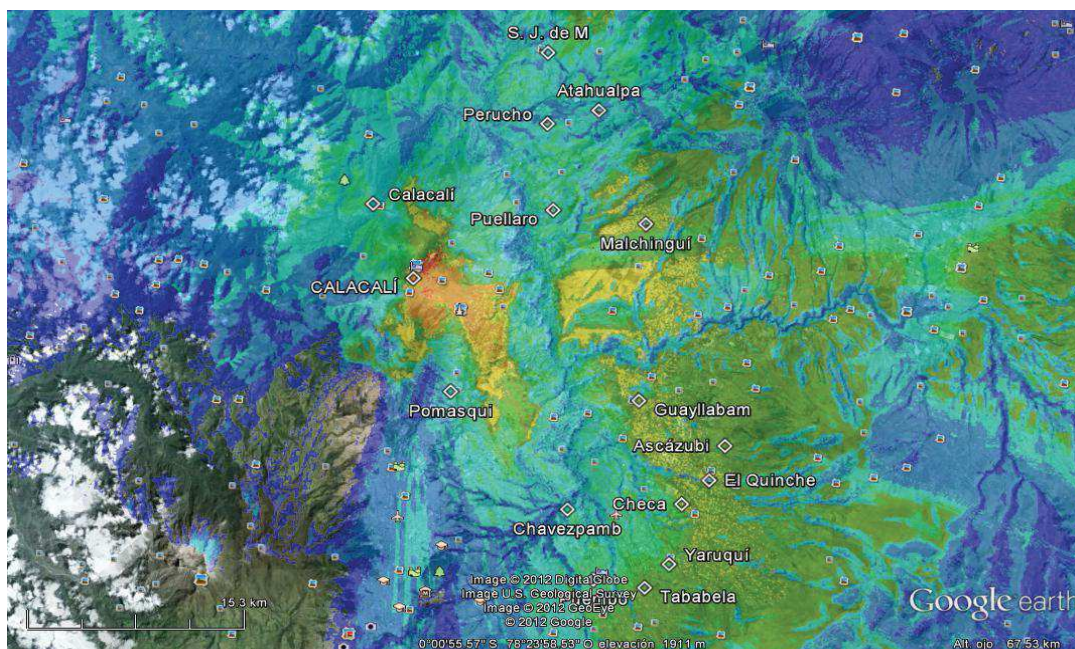 S. J. de M
Atahualpa
Perucho
Calacalí
Puellaro
Malchinguí
CALACALÍ
Pomasqui
Guayllabam
Ascázubi
El Quinche
Checa
Chavezpamb
Yaruquí
Tababela
Image © 2012 DigitalGlobe
Image U.S. Geological Survey
Image © 2012 GeoEye
© 2012 Google
15.3 km
Google earth
0°00'55.57" S 78°23'58.53" O elevación 1911 m
Alt. ojo 67.53 km